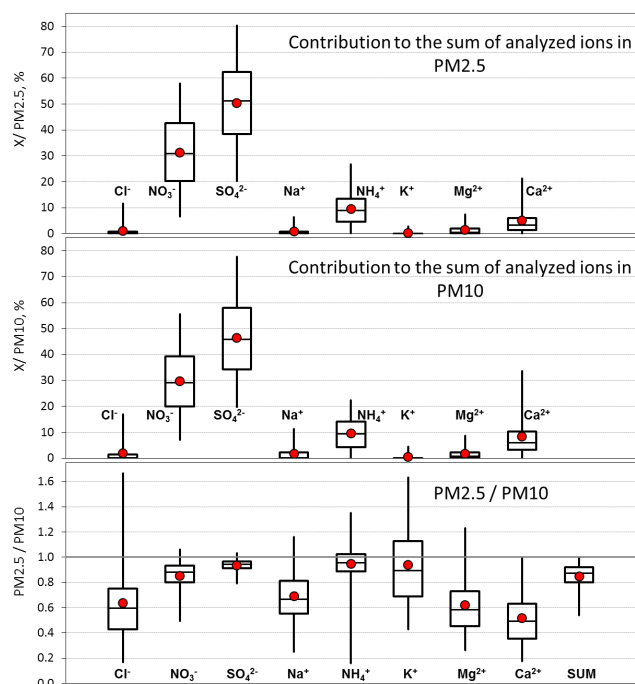 Contribution to the sum of analyzed ions in
PM2.5
X/ PM2.5, %
80
70
60
50
40
30
20
10
0
Cl⁻ NO₃⁻ SO₄²⁻ Na⁺ NH₄⁺ K⁺ Mg²⁺ Ca²⁺
Contribution to the sum of analyzed ions in
PM10
X/ PM10, %
80
70
60
50
40
30
20
10
0
Cl⁻ NO₃⁻ SO₄²⁻ Na⁺ NH₄⁺ K⁺ Mg²⁺ Ca²⁺
PM2.5 / PM10
PM2.5 / PM10
1.6
1.4
1.2
1.0
0.8
0.6
0.4
0.2
0.0
Cl⁻ NO₃⁻ SO₄²⁻ Na⁺ NH₄⁺ K⁺ Mg²⁺ Ca²⁺ SUM